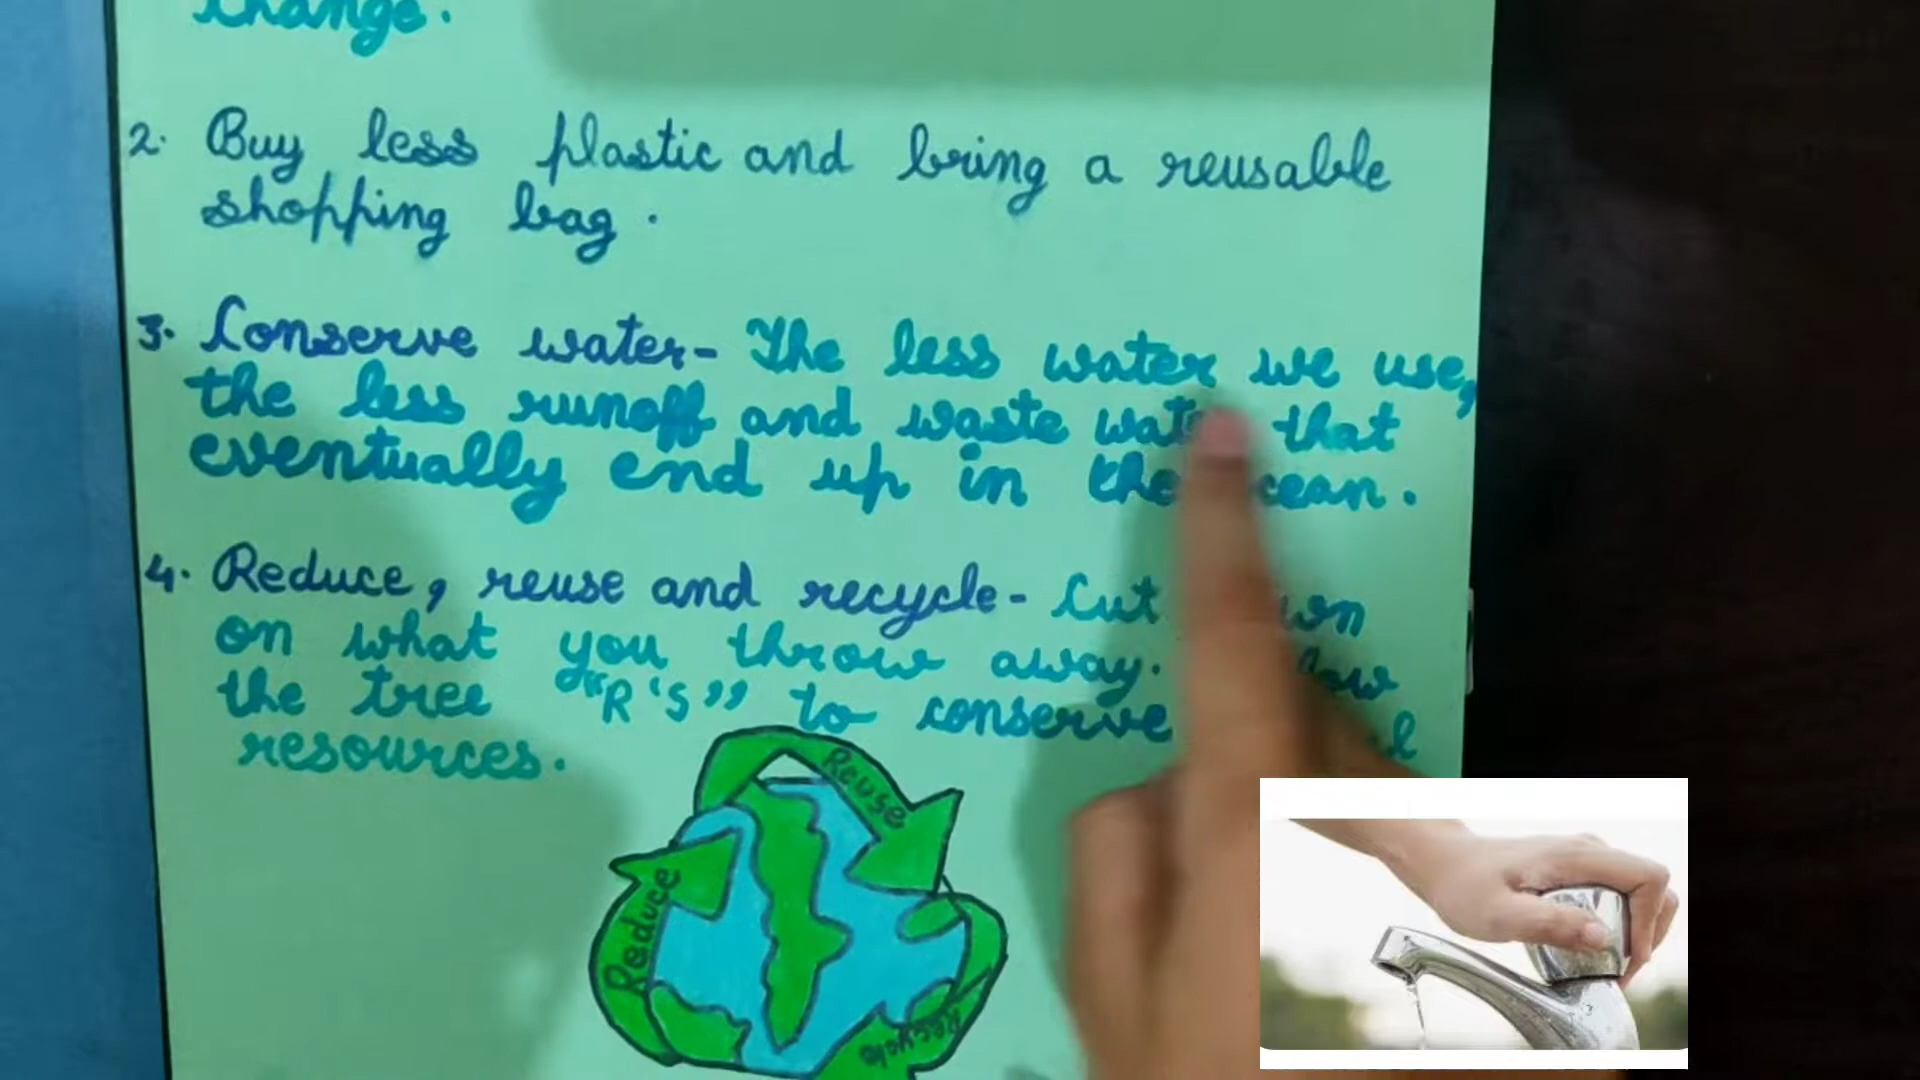 change.
2. Buy less plastic and bring a reusable
shopping bag.
3. Conserve water- The less water we use,
the less runoff and waste water that
eventually end up in the ocean.
4. Reduce, reuse and recycle- Cut
on what you throw away.
the tree "R'S" to conserve
resources.
Reuse
Reduce
Recycle